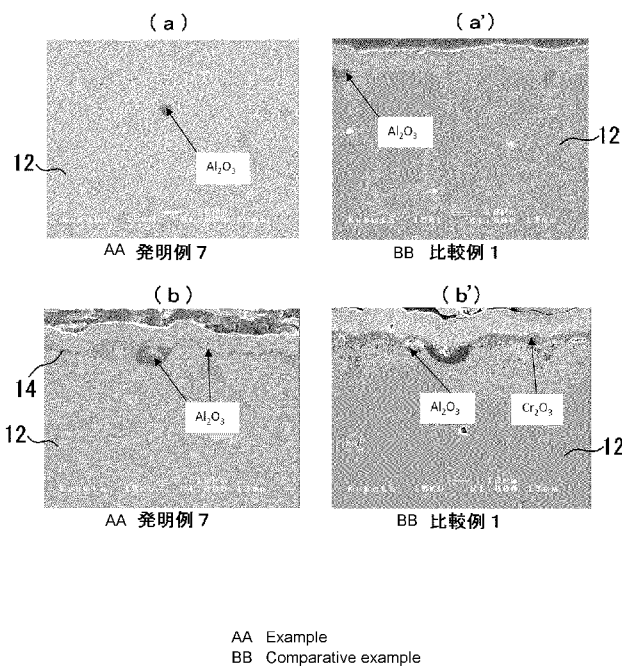 (a)
(a')
Al₂O₃
Al₂O₃
12
12
AA 発明例 7
BB 比較例 1
(b)
(b')
14
Al₂O₃
Al₂O₃
Cr₂O₃
12
12
AA 発明例 7
BB 比較例 1
AA Example
BB Comparative example